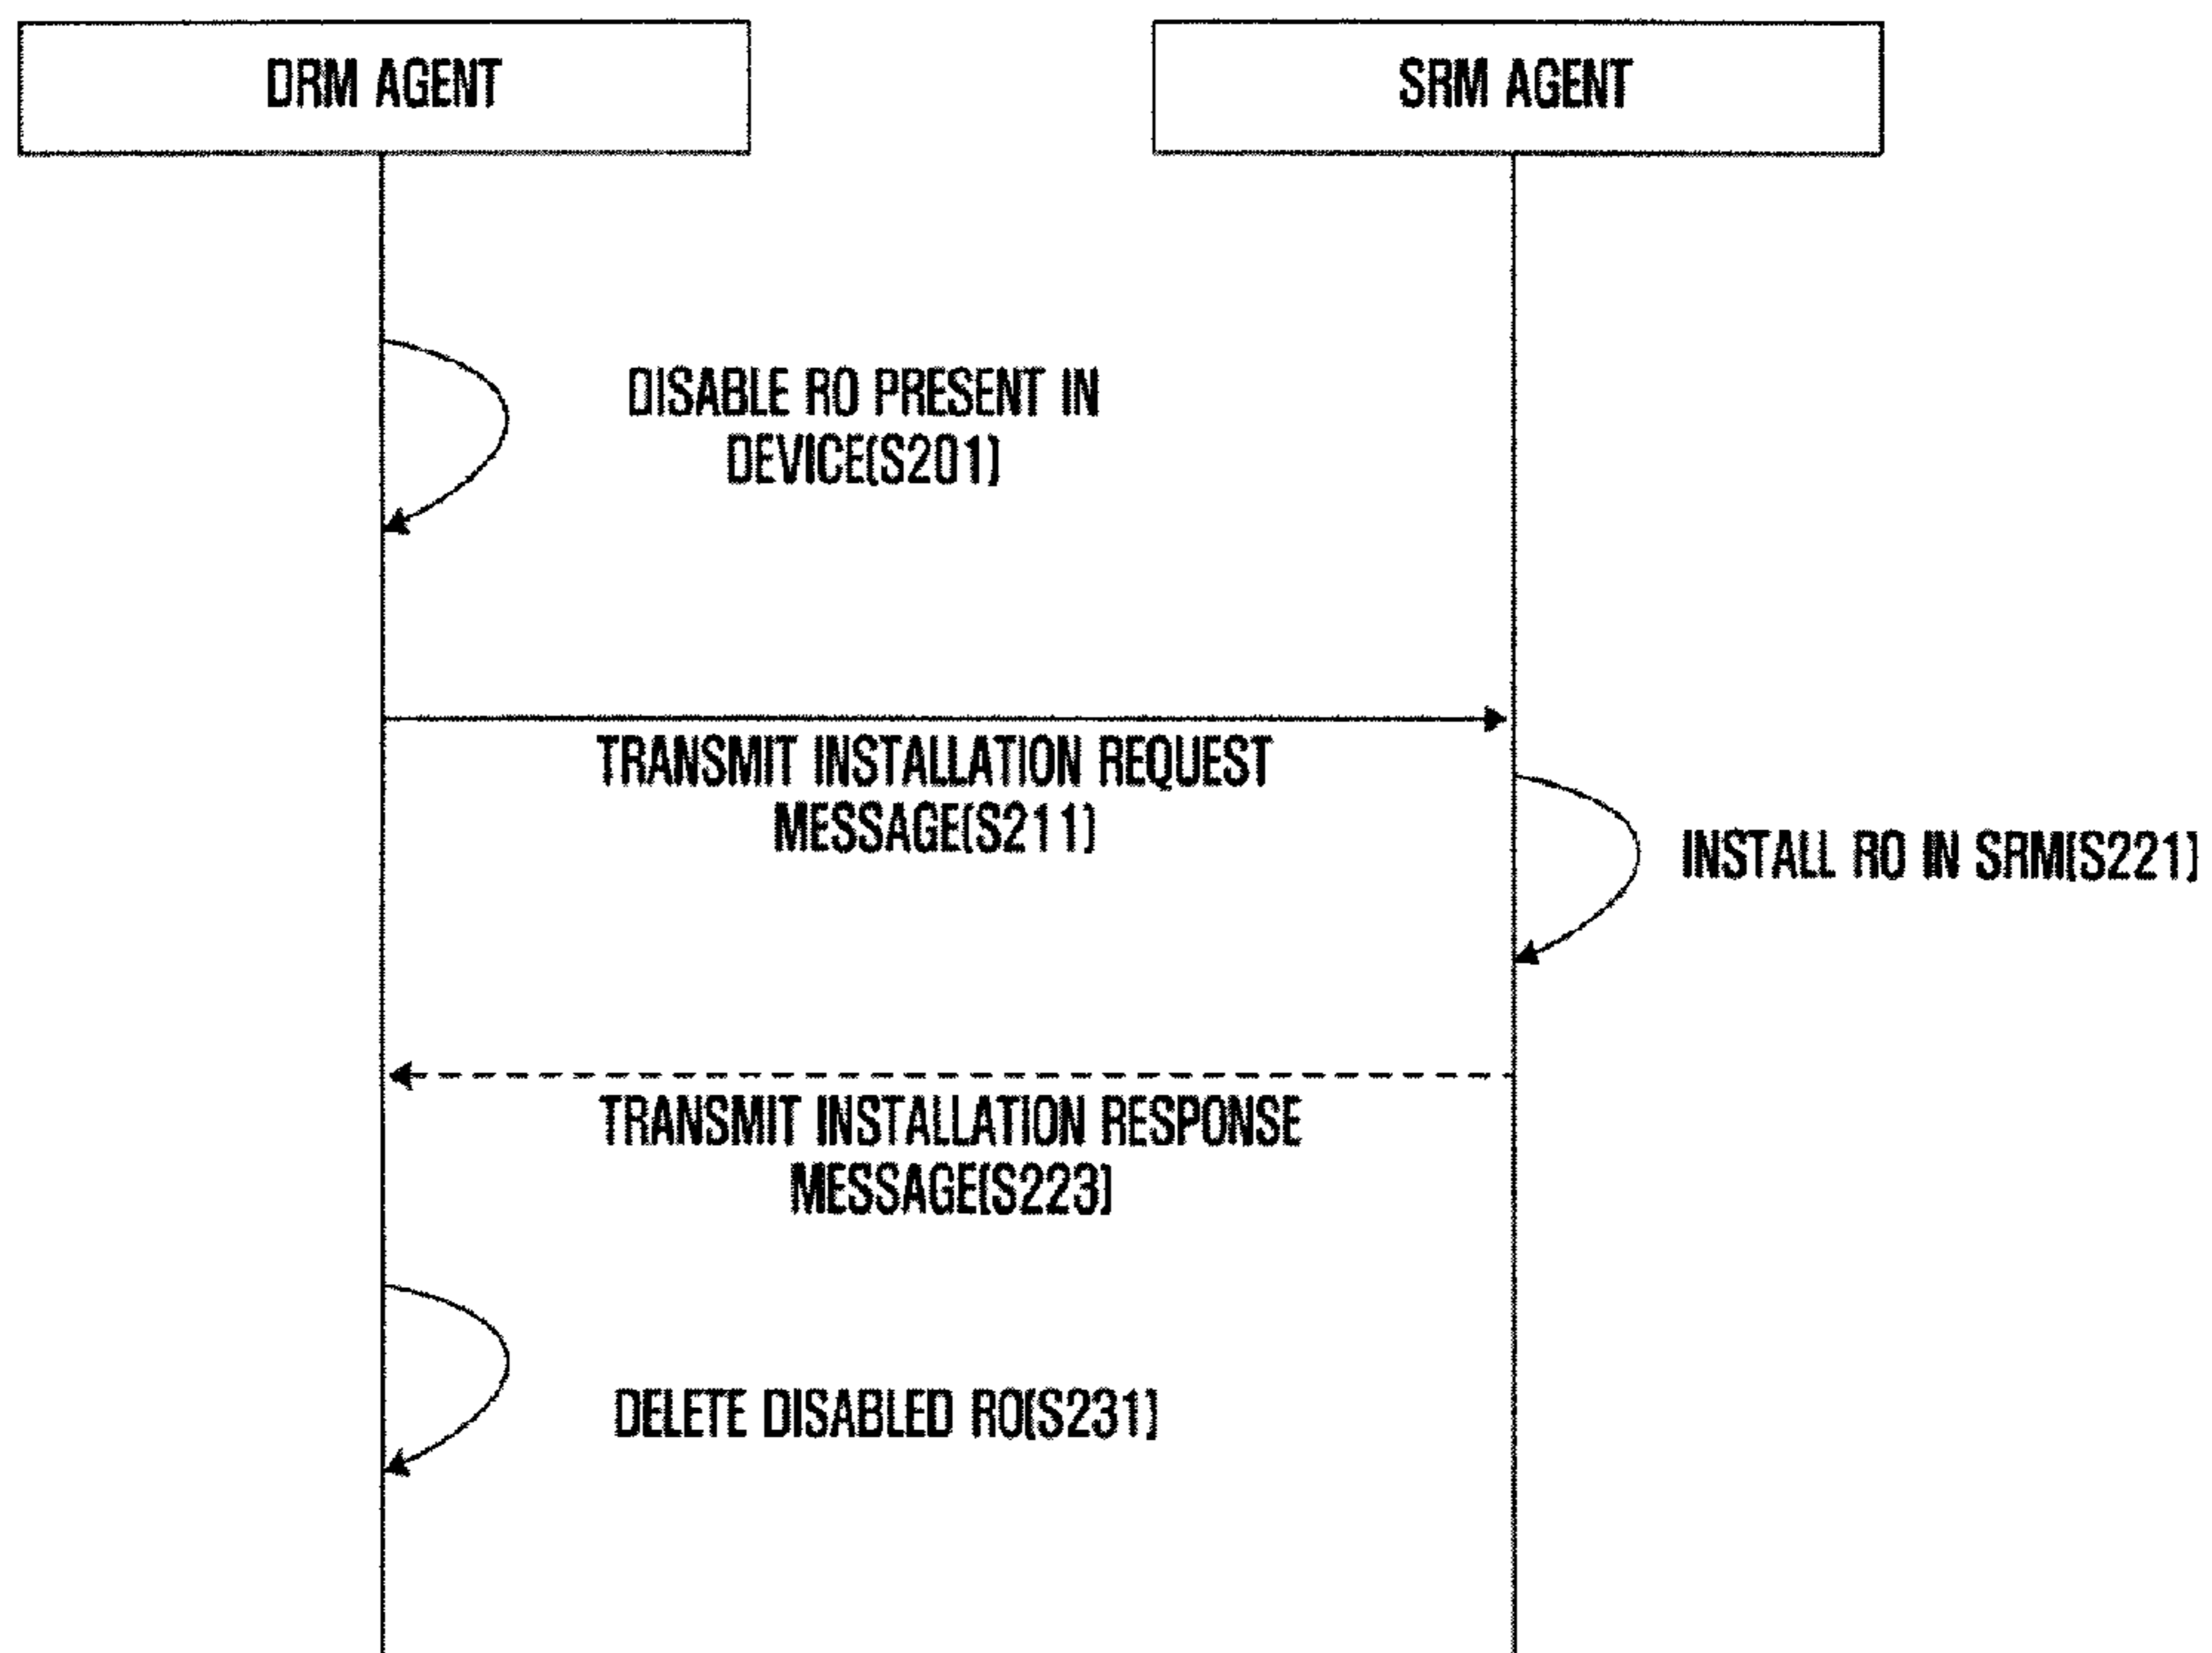 DRM AGENT
SRM AGENT
DISABLE RO PRESENT IN
DEVICE(S201)
TRANSMIT INSTALLATION REQUEST
MESSAGE(S211)
INSTALL RO IN SRM(S221)
TRANSMIT INSTALLATION RESPONSE
MESSAGE(S223)
DELETE DISABLED RO(S231)